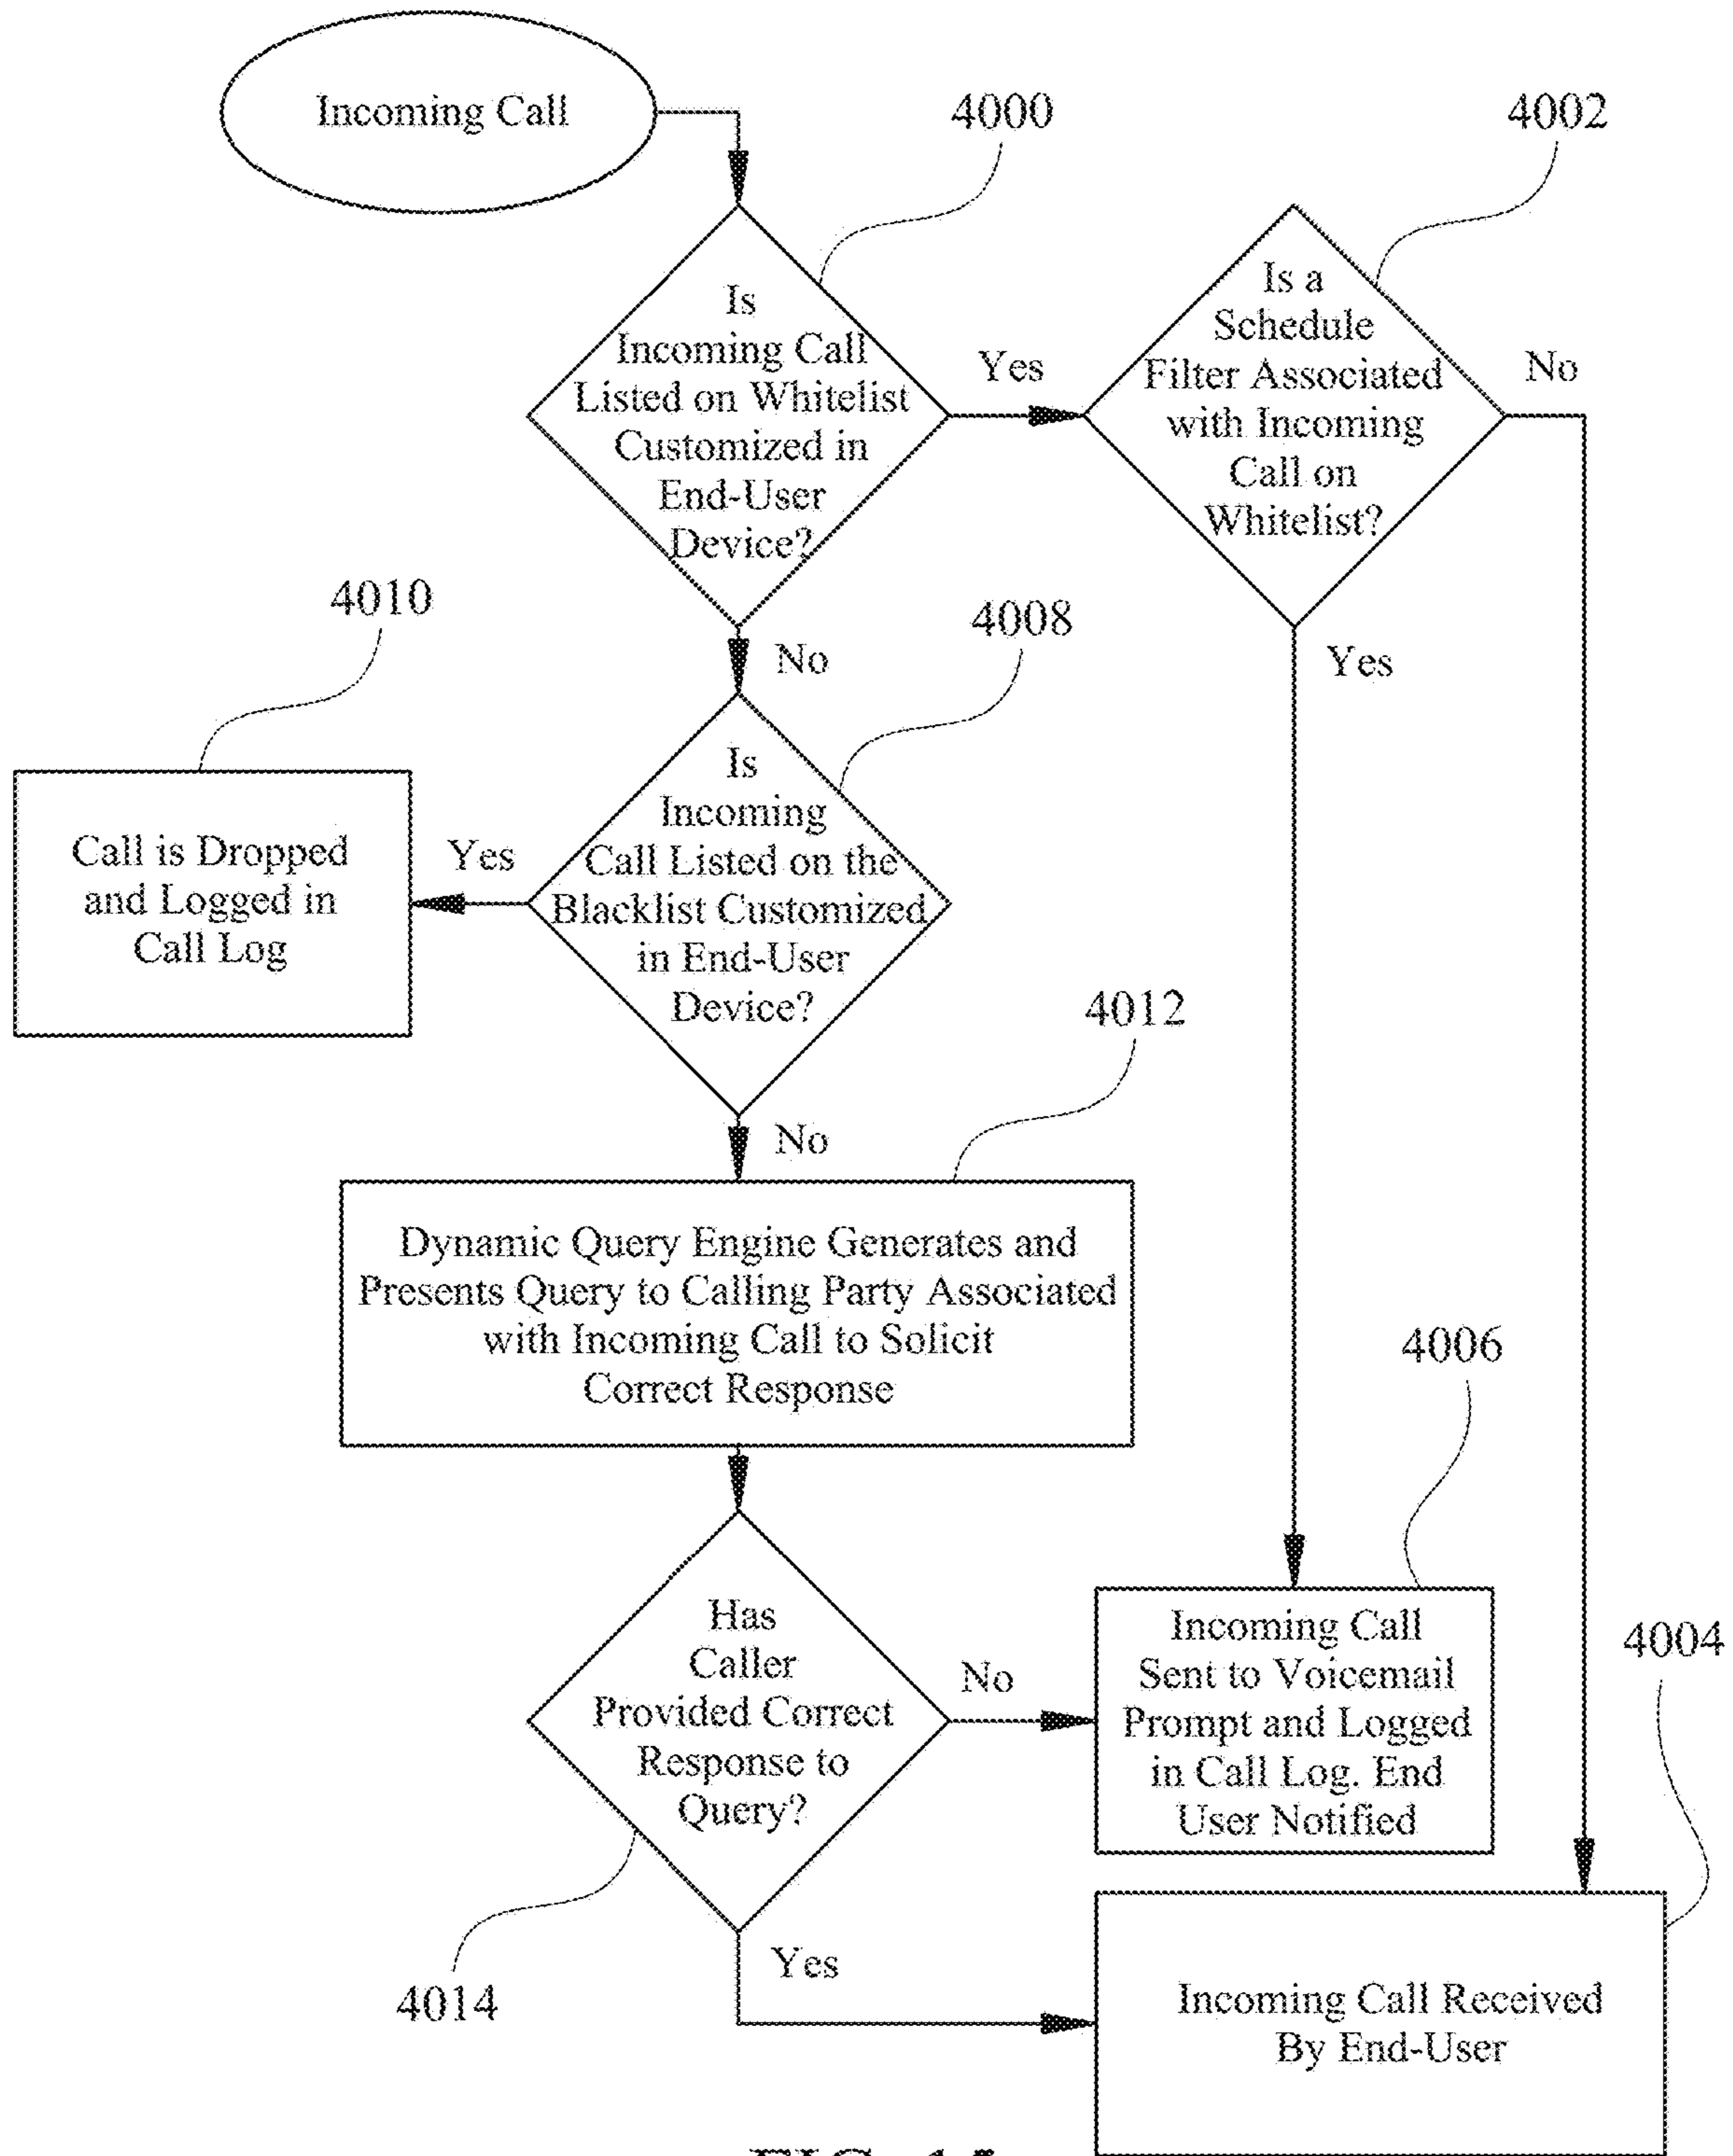 Incoming Call
4000
4002
Is
Incoming Call
Listed on Whitelist
Customized in
End-User
Device?
Yes
Is a
Schedule
Filter Associated
with Incoming
Call on
Whitelist?
No
4010
No
4008
Yes
Call is Dropped
and Logged in
Call Log
Yes
Is
Incoming
Call Listed on the
Blacklist Customized
in End-User
Device?
4012
No
Dynamic Query Engine Generates and
Presents Query to Calling Party Associated
with Incoming Call to Solicit
Correct Response
4006
Has
Caller
Provided Correct
Response to
Query?
No
Incoming Call
Sent to Voicemail
Prompt and Logged
in Call Log. End
User Notified
4004
4014
Yes
Incoming Call Received
By End-User